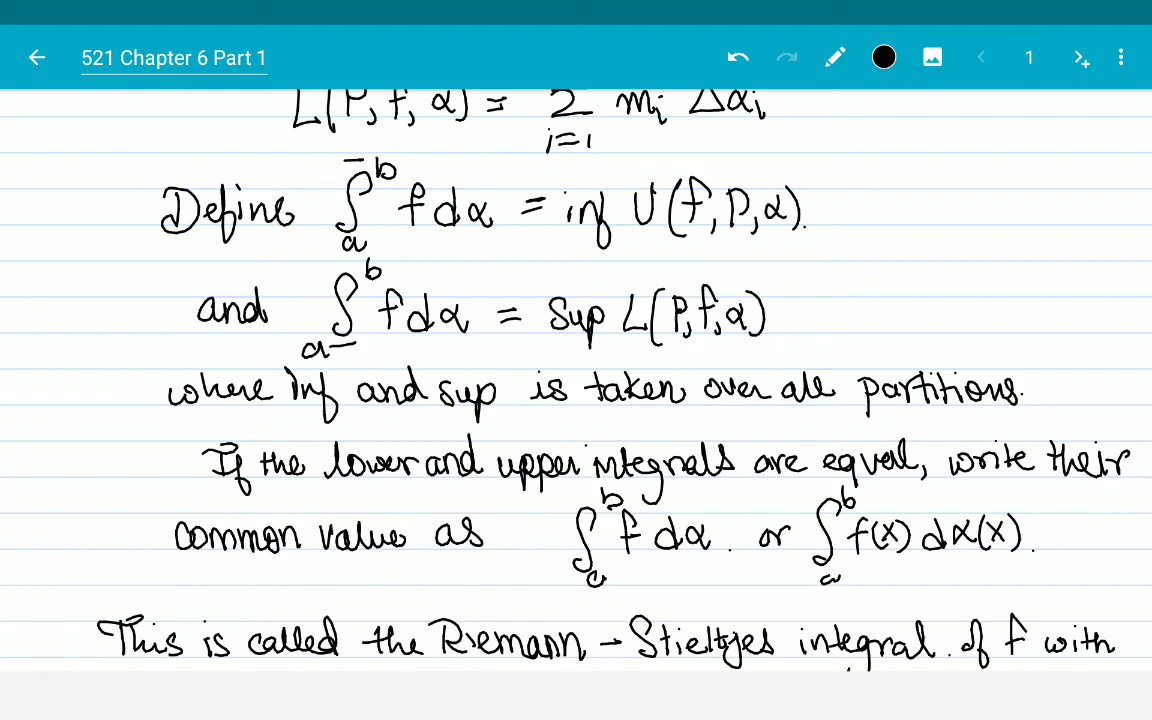 521 Chapter 6 Part 1
1
L(P, f, α) = ∑ i=1 mᵢ Δαᵢ
Define ∫̅ₐᵇ f dα = inf U(f, P, α).
and ∫̲ₐᵇ f dα = sup L(P, f, α)
where inf and sup is taken over all partitions.
If the lower and upper integrals are equal, write their
common value as ∫ₐᵇ f dα. or ∫ₐᵇ f(x) dα(x).
This is called the Riemann - Stieltjes integral. of f with